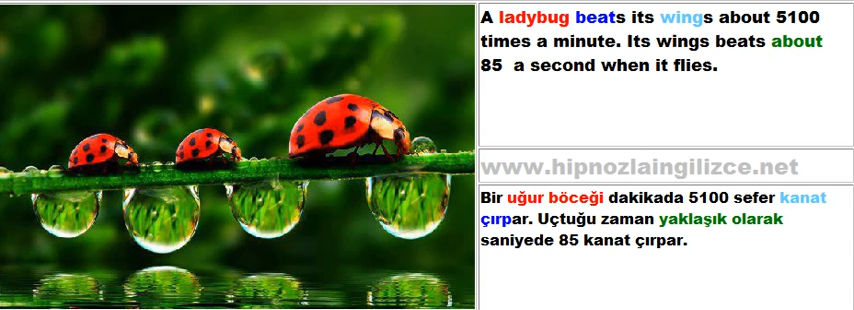 A ladybug beats its wings about 5100
times a minute. Its wings beats about
85 a second when it flies.
www.hipnozlaingilizce.net
Bir uğur böceği dakikada 5100 sefer kanat
çırpar. Uçtuğu zaman yaklaşık olarak
saniyede 85 kanat çırpar.